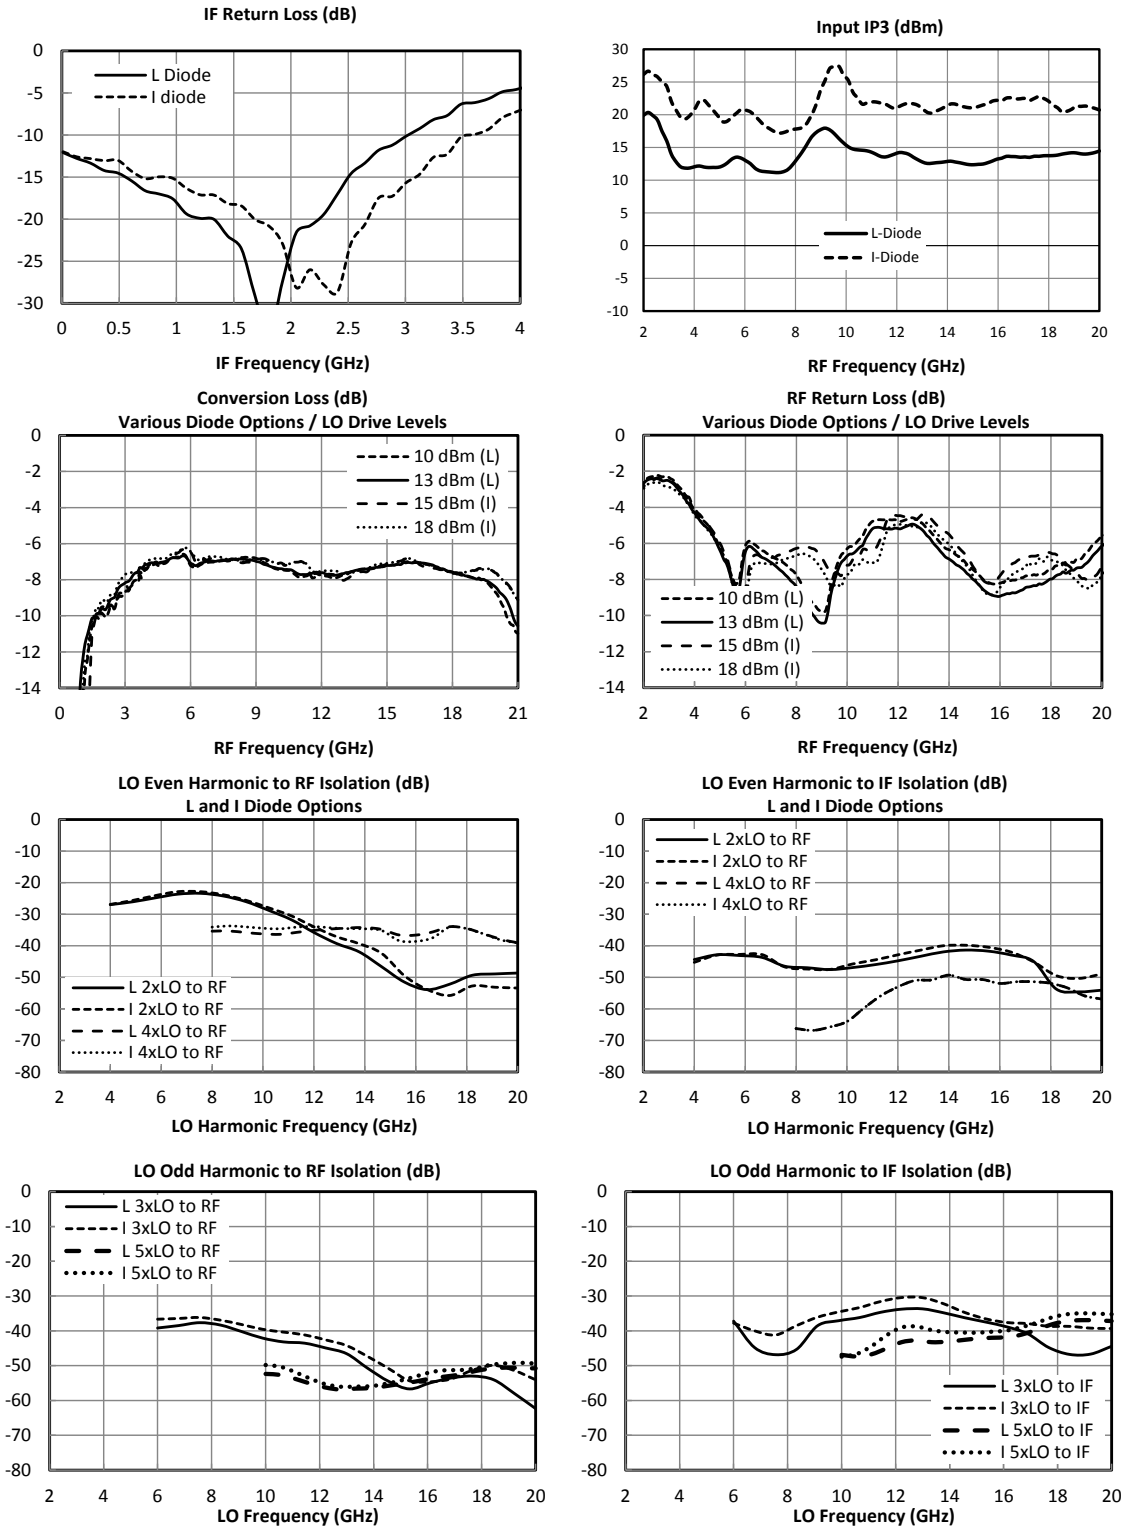 IF Return Loss (dB)
0
-5
-10
-15
-20
-25
-30
L Diode
I diode
0 0.5 1 1.5 2 2.5 3 3.5 4
IF Frequency (GHz)
Input IP3 (dBm)
30
25
20
15
10
5
0
-5
-10
L-Diode
I-Diode
2 4 6 8 10 12 14 16 18 20
RF Frequency (GHz)
Conversion Loss (dB)
Various Diode Options / LO Drive Levels
0
-2
-4
-6
-8
-10
-12
-14
10 dBm (L)
13 dBm (L)
15 dBm (I)
18 dBm (I)
0 3 6 9 12 15 18 21
RF Frequency (GHz)
RF Return Loss (dB)
Various Diode Options / LO Drive Levels
0
-2
-4
-6
-8
-10
-12
-14
10 dBm (L)
13 dBm (L)
15 dBm (I)
18 dBm (I)
2 4 6 8 10 12 14 16 18 20
RF Frequency (GHz)
LO Even Harmonic to RF Isolation (dB)
L and I Diode Options
0
-10
-20
-30
-40
-50
-60
-70
-80
L 2xLO to RF
I 2xLO to RF
L 4xLO to RF
I 4xLO to RF
2 4 6 8 10 12 14 16 18 20
LO Harmonic Frequency (GHz)
LO Even Harmonic to IF Isolation (dB)
L and I Diode Options
0
-10
-20
-30
-40
-50
-60
-70
-80
L 2xLO to RF
I 2xLO to RF
L 4xLO to RF
I 4xLO to RF
2 4 6 8 10 12 14 16 18 20
LO Harmonic Frequency (GHz)
LO Odd Harmonic to RF Isolation (dB)
0
-10
-20
-30
-40
-50
-60
-70
-80
L 3xLO to RF
I 3xLO to RF
L 5xLO to RF
I 5xLO to RF
2 4 6 8 10 12 14 16 18 20
LO Frequency (GHz)
LO Odd Harmonic to IF Isolation (dB)
0
-10
-20
-30
-40
-50
-60
-70
-80
L 3xLO to IF
I 3xLO to IF
L 5xLO to IF
I 5xLO to IF
2 4 6 8 10 12 14 16 18 20
LO Frequency (GHz)